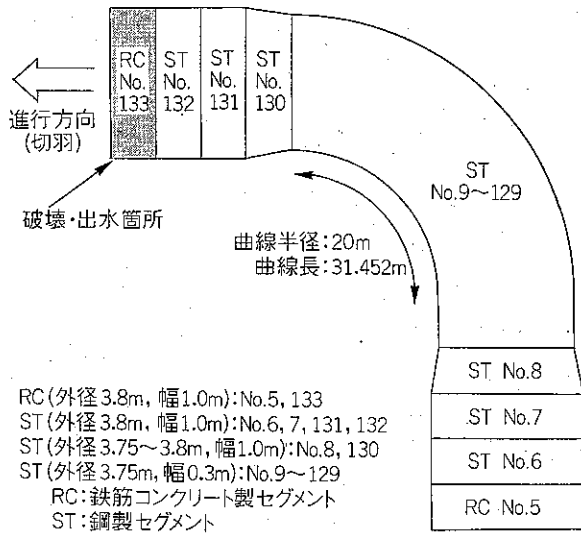 RC
No.
133
ST
No.
132
ST
No.
131
ST
No.
130
進行方向
(切羽)
破壊・出水箇所
ST
No.9～129
曲線半径:20m
曲線長:31.452m
ST No.8
ST No.7
ST No.6
RC No.5
RC(外径3.8m, 幅1.0m):No.5, 133
ST(外径3.8m, 幅1.0m):No.6, 7, 131, 132
ST(外径3.75～3.8m, 幅1.0m):No.8, 130
ST(外径3.75m, 幅0.3m):No.9～129
RC:鉄筋コンクリート製セグメント
ST:鋼製セグメント